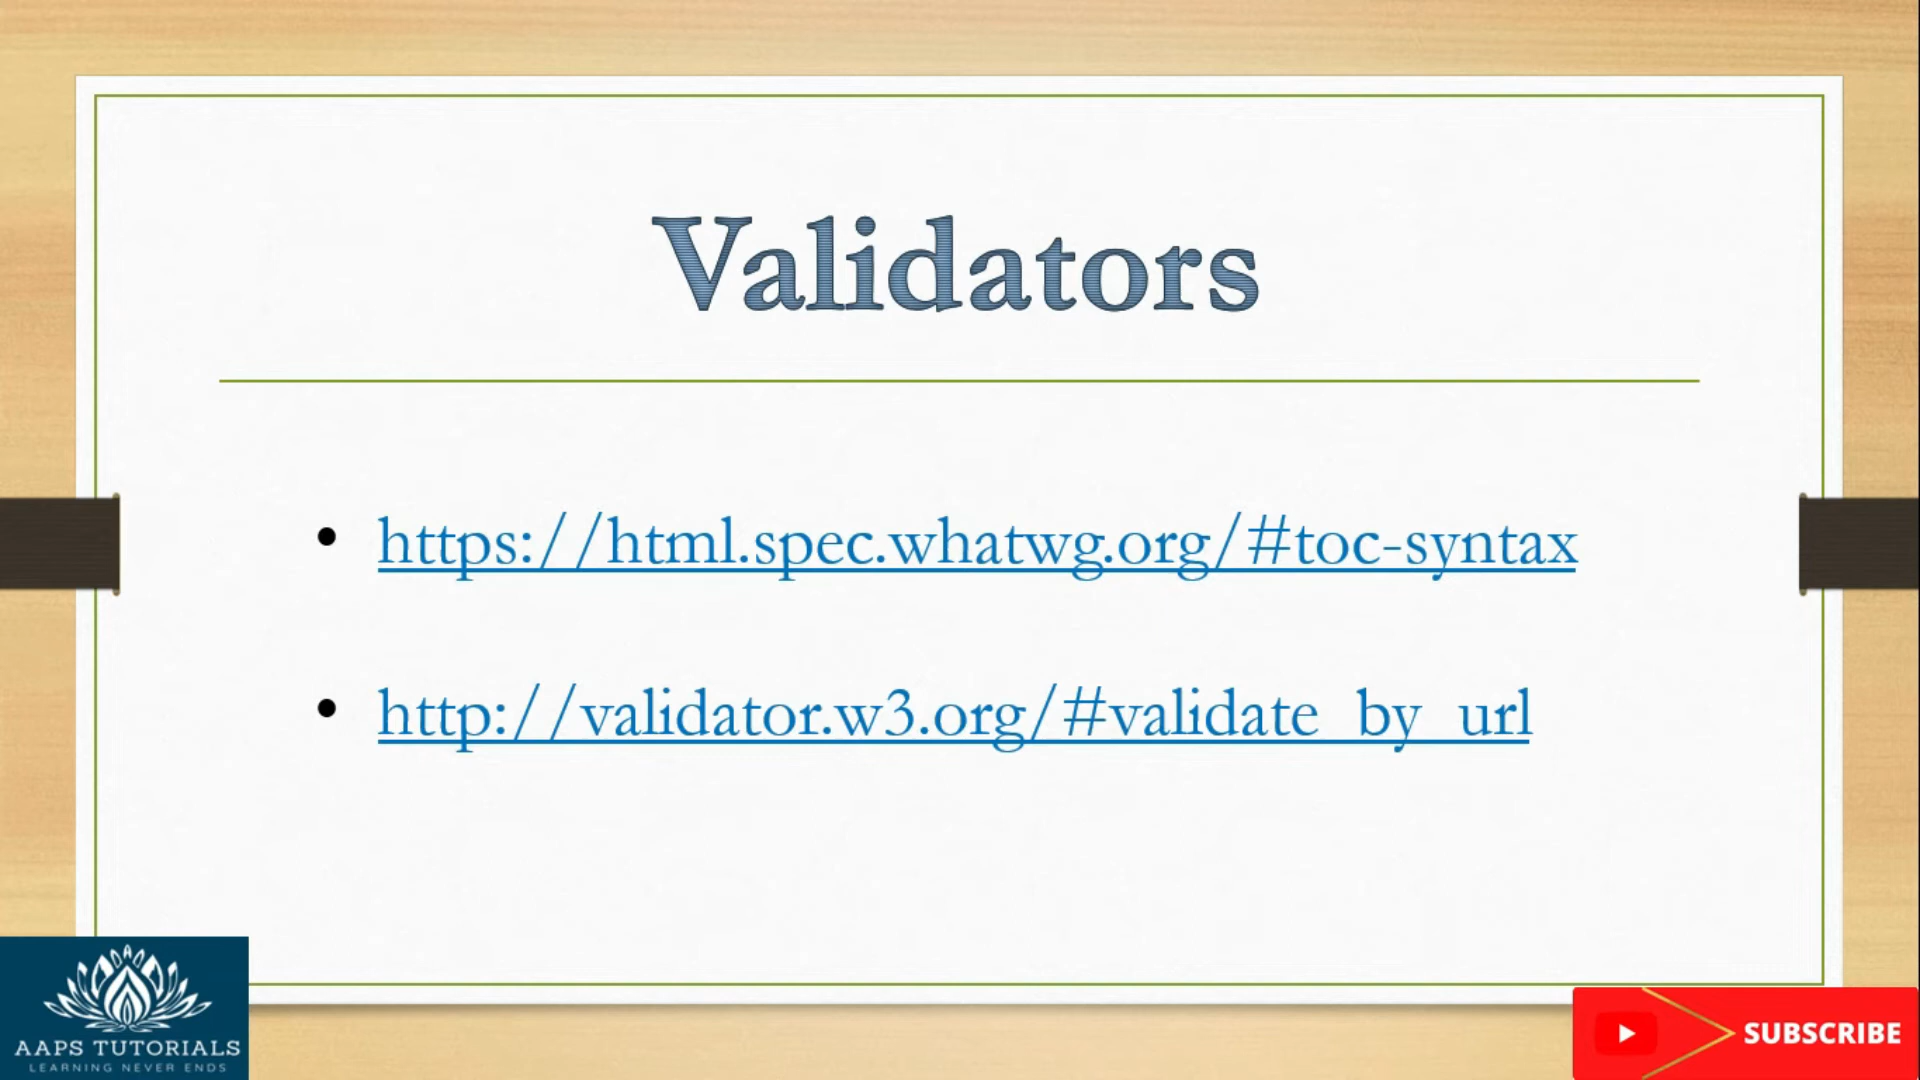 Validators
https://html.spec.whatwg.org/#toc-syntax
http://validator.w3.org/#validate_by_url
AAPS TUTORIALS
LEARNING NEVER ENDS
SUBSCRIBE